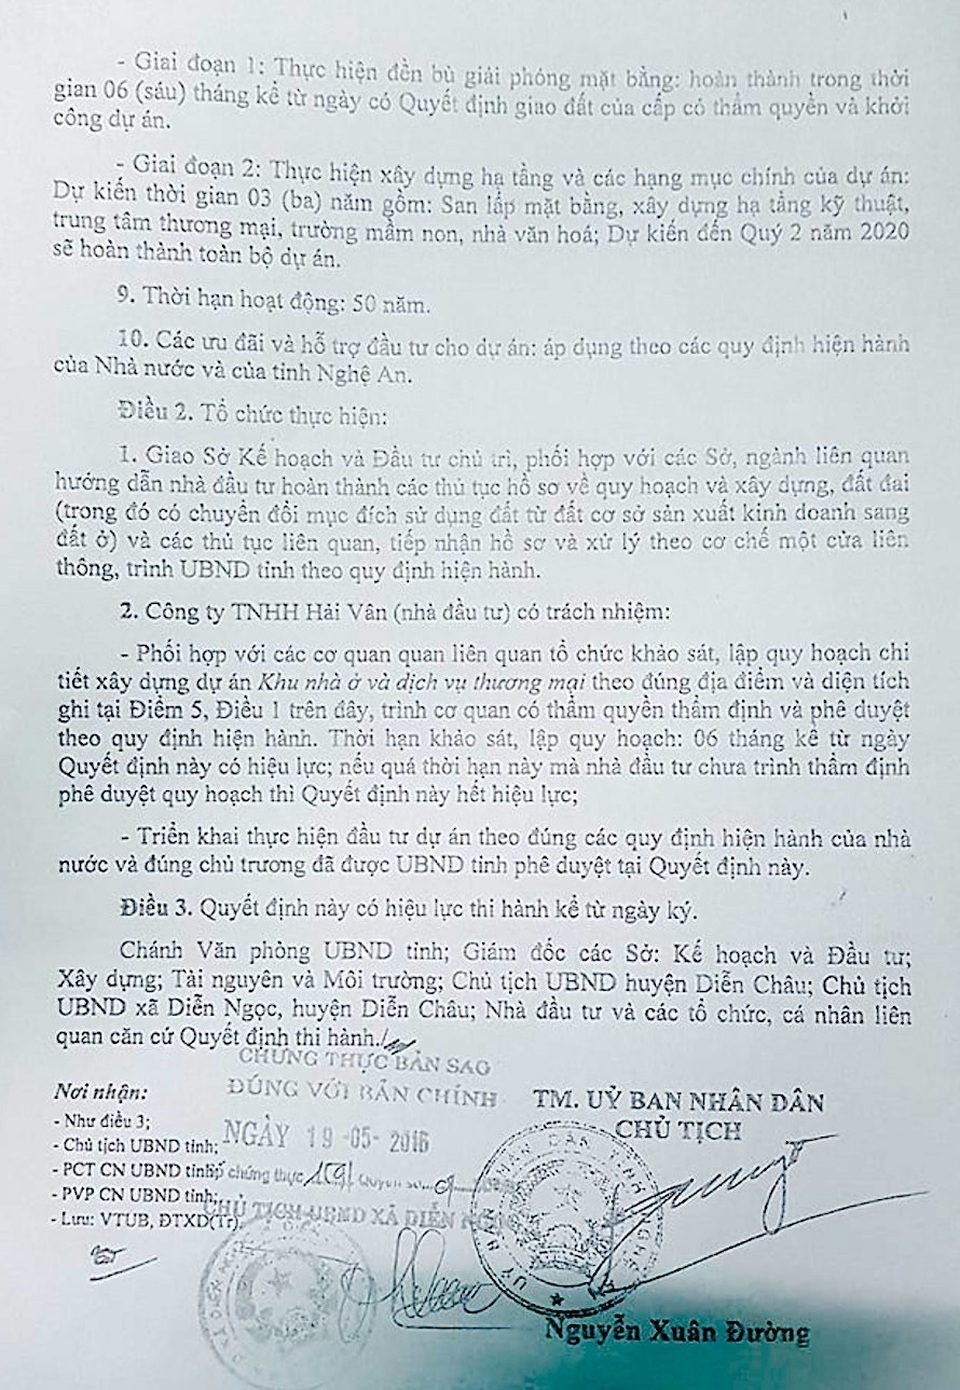 - Giai đoạn 1: Thực hiện đền bù giải phóng mặt bằng: hoàn thành trong thời
gian 06 (sáu) tháng kể từ ngày có Quyết định giao đất của cấp có thẩm quyền và khởi
công dự án.
- Giai đoạn 2: Thực hiện xây dựng hạ tầng và các hạng mục chính của dự án:
Dự kiến thời gian 03 (ba) năm gồm: San lấp mặt bằng, xây dựng hạ tầng kỹ thuật,
trung tâm thương mại, trường mầm non, nhà văn hoá; Dự kiến đến Quý 2 năm 2020
sẽ hoàn thành toàn bộ dự án.
9. Thời hạn hoạt động: 50 năm.
10. Các ưu đãi và hỗ trợ đầu tư cho dự án: áp dụng theo các quy định hiện hành
của Nhà nước và của tỉnh Nghệ An.
Điều 2. Tổ chức thực hiện:
1. Giao Sở Kế hoạch và Đầu tư chủ trì, phối hợp với các Sở, ngành liên quan
hướng dẫn nhà đầu tư hoàn thành các thủ tục hồ sơ về quy hoạch và xây dựng, đất đai
(trong đó có chuyển đổi mục đích sử dụng đất từ đất cơ sở sản xuất kinh doanh sang
đất ở) và các thủ tục liên quan, tiếp nhận hồ sơ và xử lý theo cơ chế một cửa liên
thông, trình UBND tỉnh theo quy định hiện hành.
2. Công ty TNHH Hải Vân (nhà đầu tư) có trách nhiệm:
- Phối hợp với các cơ quan quan liên quan tổ chức khảo sát, lập quy hoạch chi
tiết xây dựng dự án Khu nhà ở và dịch vụ thương mại theo đúng địa điểm và diện tích
ghi tại Điểm 5, Điều 1 trên đây, trình cơ quan có thẩm quyền thẩm định và phê duyệt
theo quy định hiện hành. Thời hạn khảo sát, lập quy hoạch: 06 tháng kể từ ngày
Quyết định này có hiệu lực; nếu quá thời hạn này mà nhà đầu tư chưa trình thẩm định
phê duyệt quy hoạch thì Quyết định này hết hiệu lực;
- Triển khai thực hiện đầu tư dự án theo đúng các quy định hiện hành của nhà
nước và đúng chủ trương đã được UBND tỉnh phê duyệt tại Quyết định này.
Điều 3. Quyết định này có hiệu lực thi hành kể từ ngày ký.
Chánh Văn phòng UBND tỉnh; Giám đốc các Sở: Kế hoạch và Đầu tư;
Xây dựng; Tài nguyên và Môi trường; Chủ tịch UBND huyện Diễn Châu; Chủ tịch
UBND xã Diễn Ngọc, huyện Diễn Châu; Nhà đầu tư và các tổ chức, cá nhân liên
quan căn cứ Quyết định thi hành./.
CHỨNG THỰC BẢN SAO
ĐÚNG VỚI BẢN CHÍNH
NGÀY 19-05-2016
chứng thực
CHỦ TỊCH UBND XÃ DIỄN NGỌC
Nơi nhận:
- Như điều 3;
- Chủ tịch UBND tỉnh;
- PCT CN UBND tỉnh;
- PVP CN UBND tỉnh;
- Lưu: VTUB, ĐTXD(Tr).
TM. UỶ BAN NHÂN DÂN
CHỦ TỊCH
Nguyễn Xuân Đường